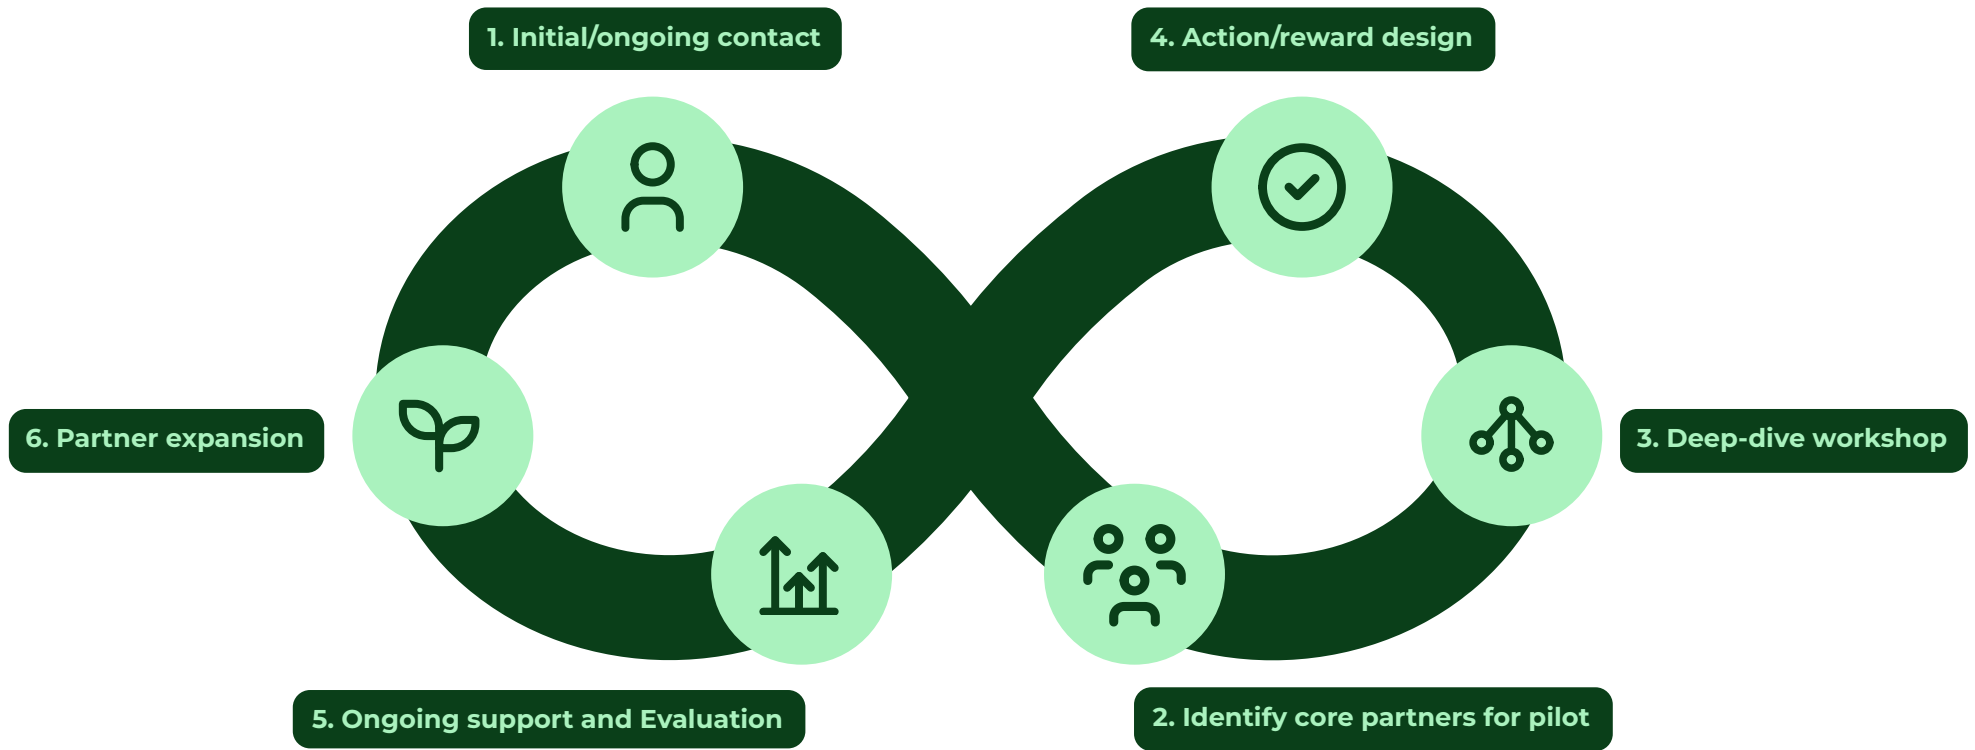 1. Initial/ongoing contact
4. Action/reward design
6. Partner expansion
3. Deep-dive workshop
5. Ongoing support and Evaluation
2. Identify core partners for pilot